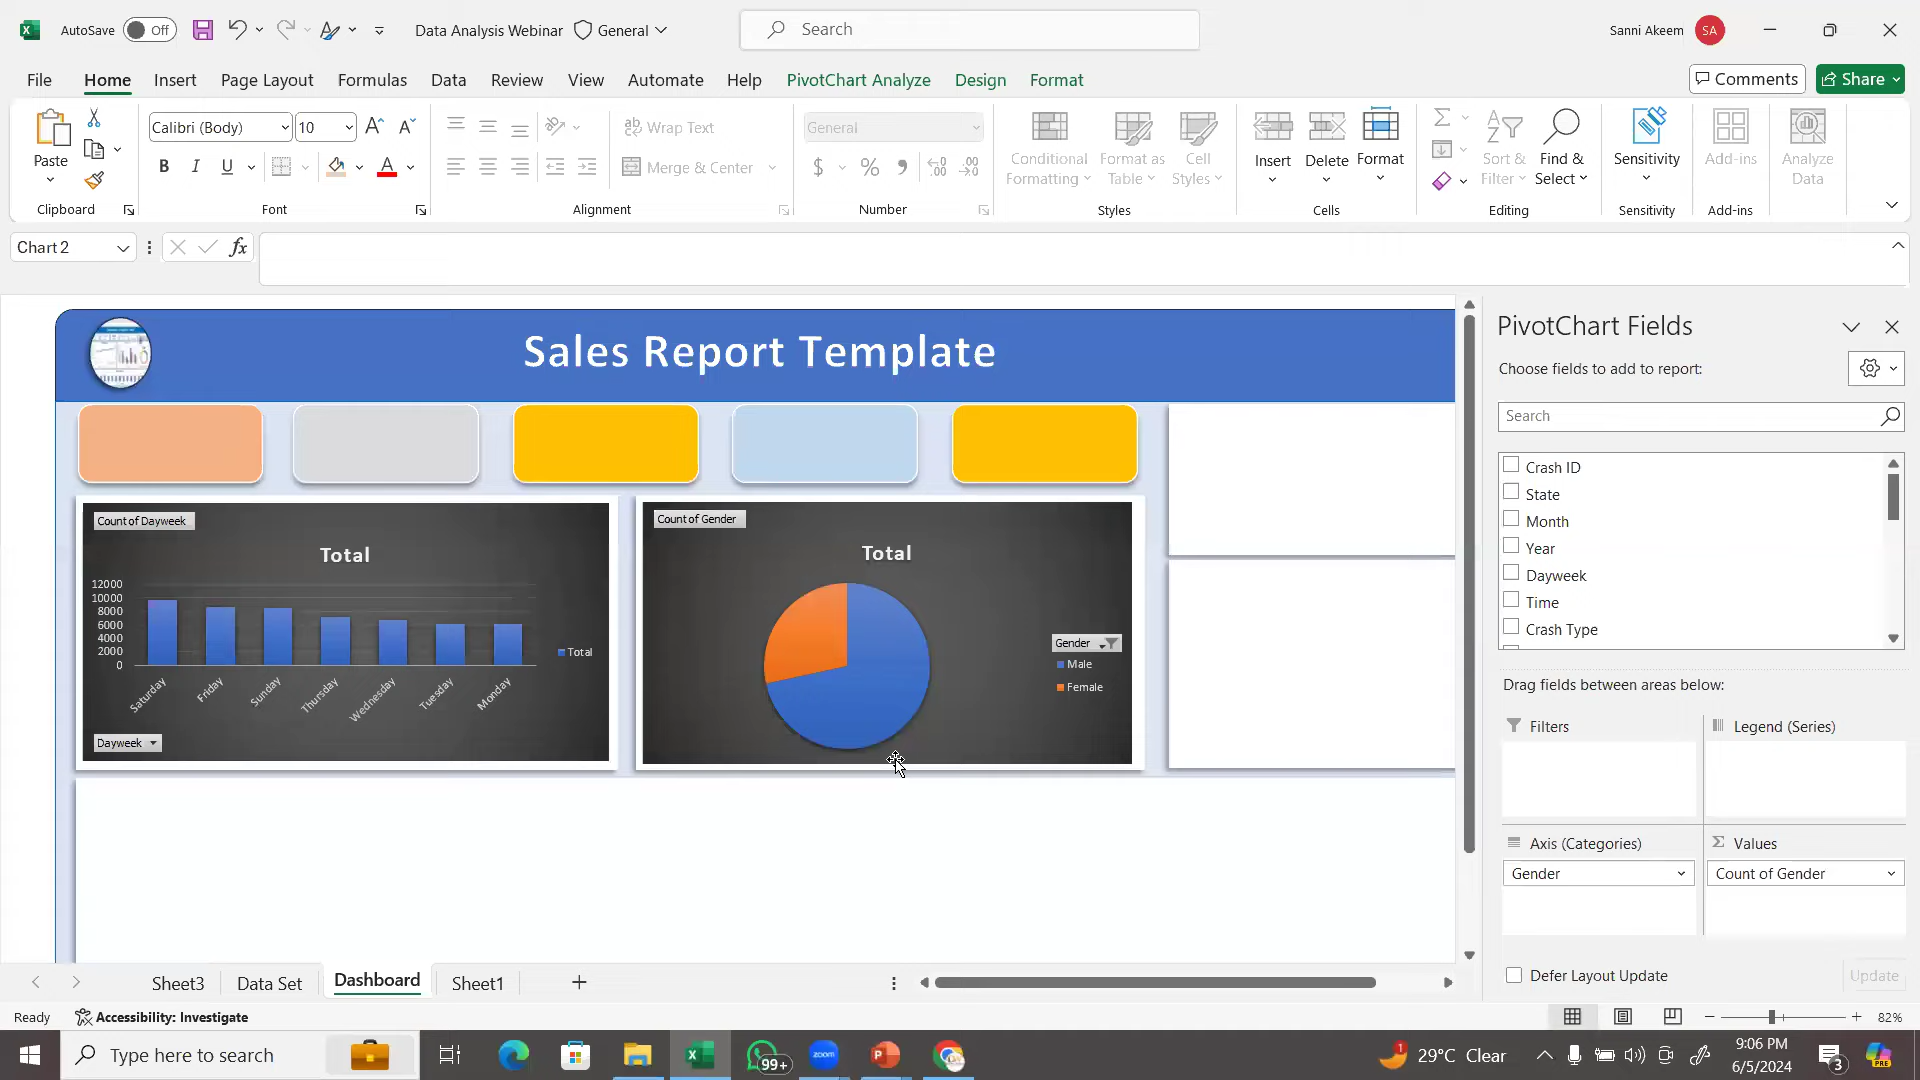 AutoSave Off Data Analysis Webinar General Search Sanni Akeem SA
File Home Insert Page Layout Formulas Data Review View Automate Help PivotChart Analyze Design Format Comments Share
Paste
Clipboard
Calibri (Body) 10
B I U A
Font
ab Wrap Text
Merge & Center
Alignment
General
$ % ,
Number
Conditional Formatting
Format as Table
Cell Styles
Styles
Insert
Delete
Format
Cells
Sort & Filter
Find & Select
Editing
Sensitivity
Sensitivity
Add-ins
Add-ins
Analyze Data
Chart 2 fx
Sales Report Template
Count of Dayweek
Total
12000
10000
8000
6000
4000
2000
0
Saturday Friday Sunday Thursday Wednesday Tuesday Monday
Total
Dayweek
Count of Gender
Total
Gender
Male
Female
PivotChart Fields
Choose fields to add to report:
Search
Crash ID
State
Month
Year
Dayweek
Time
Crash Type
Drag fields between areas below:
Filters
Legend (Series)
Axis (Categories)
Gender
Σ Values
Count of Gender
Defer Layout Update Update
Sheet3 Data Set Dashboard Sheet1
Ready Accessibility: Investigate 82%
Type here to search 99+ zoom 1 29°C Clear 9:06 PM
6/5/2024 3 PRE